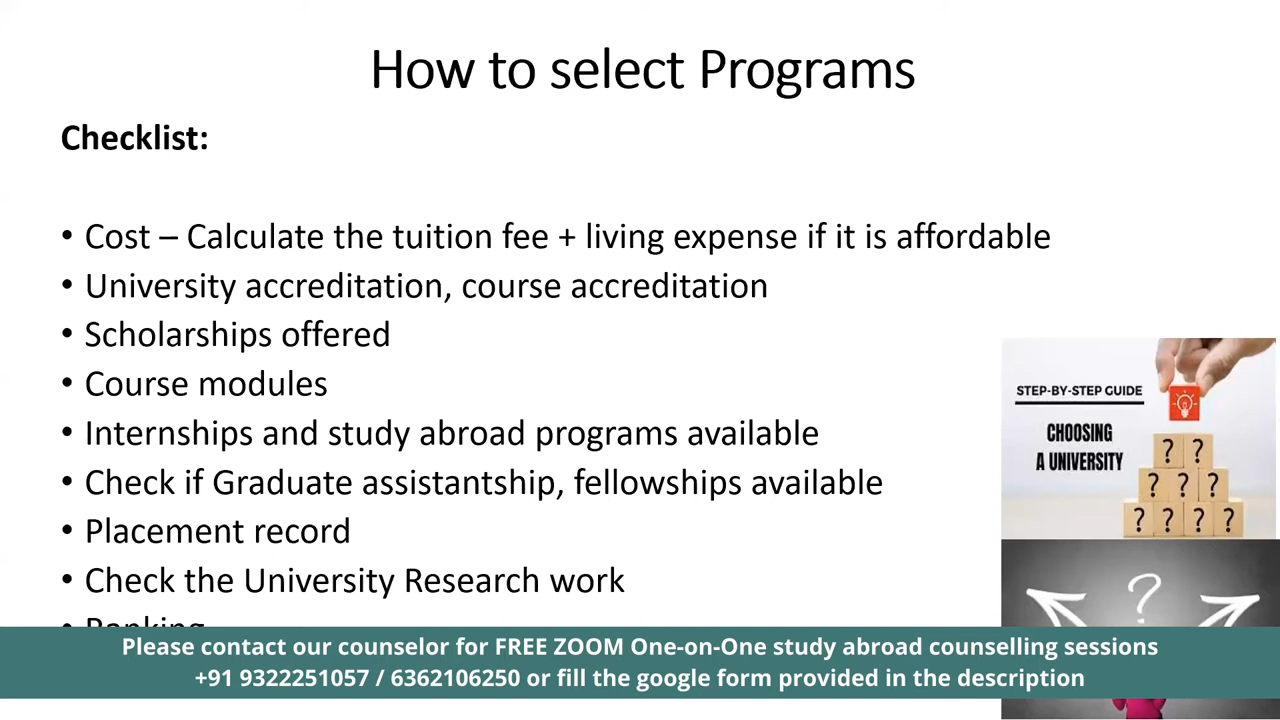 How to select Programs
Checklist:
• Cost – Calculate the tuition fee + living expense if it is affordable
• University accreditation, course accreditation
• Scholarships offered
• Course modules
• Internships and study abroad programs available
• Check if Graduate assistantship, fellowships available
• Placement record
• Check the University Research work
• Ranking
STEP-BY-STEP GUIDE
CHOOSING
A UNIVERSITY
? ?
? ? ?
? ? ? ?
?
Please contact our counselor for FREE ZOOM One-on-One study abroad counselling sessions
+91 9322251057 / 6362106250 or fill the google form provided in the description